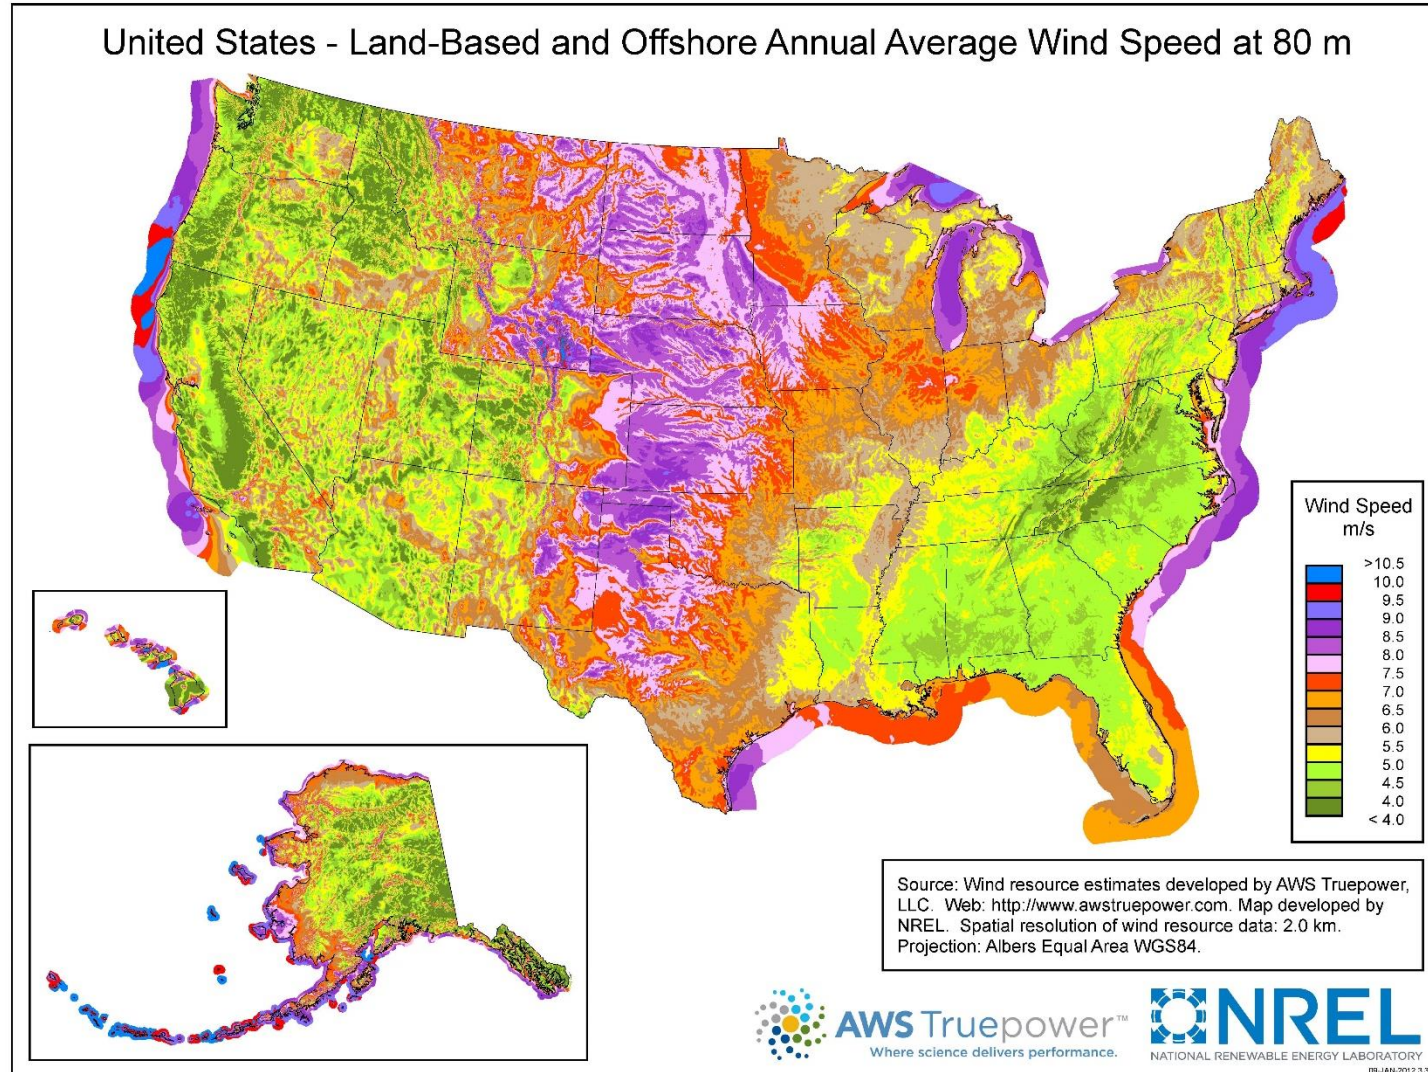 United States - Land-Based and Offshore Annual Average Wind Speed at 80 m
Wind Speed
m/s
>10.5
10.0
9.5
9.0
8.5
8.0
7.5
7.0
6.5
6.0
5.5
5.0
4.5
4.0
< 4.0
Source: Wind resource estimates developed by AWS Truepower,
LLC. Web: http://www.awstruepower.com. Map developed by
NREL. Spatial resolution of wind resource data: 2.0 km.
Projection: Albers Equal Area WGS84.
AWS Truepower™
Where science delivers performance.
NREL
NATIONAL RENEWABLE ENERGY LABORATORY